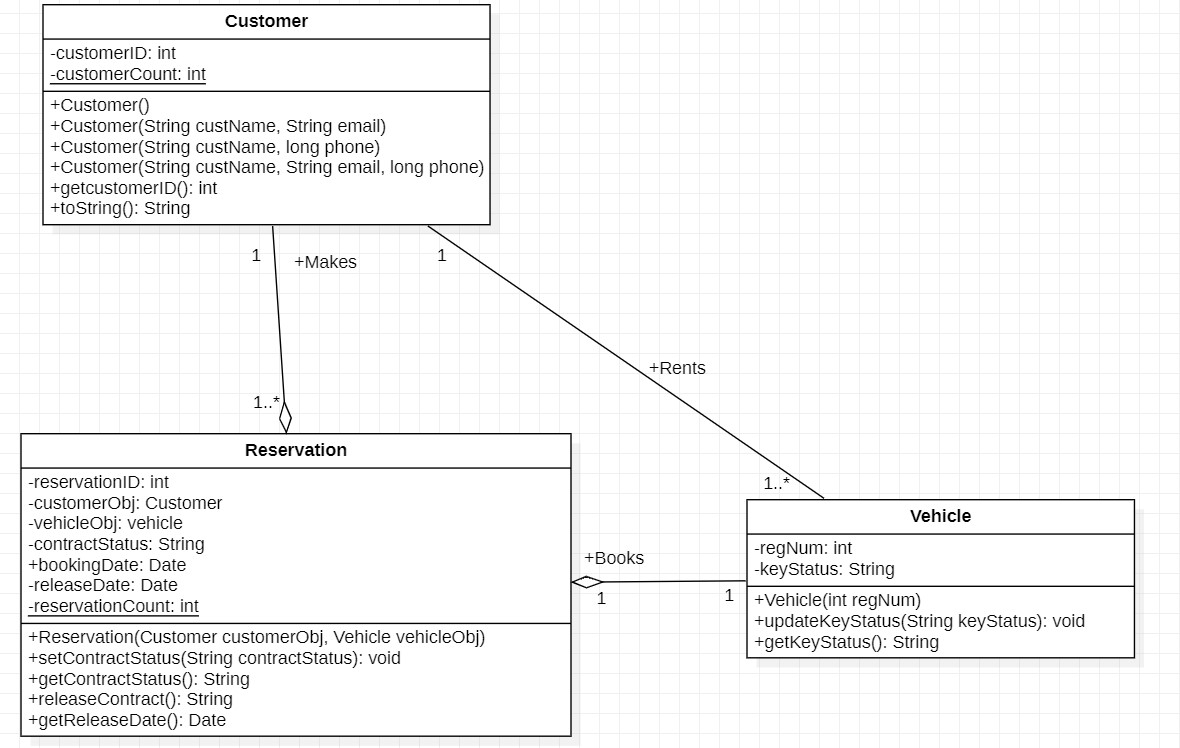 Customer
-customerID: int
-customerCount: int
+Customer()
+Customer(String custName, String email)
+Customer(String custName, long phone)
+Customer(String custName, String email, long phone)
+getcustomerID(): int
+toString(): String
1
+Makes
1
+Rents
1..*
Reservation
-reservationID: int
-customerObj: Customer
-vehicleObj: vehicle
-contractStatus: String
+bookingDate: Date
-releaseDate: Date
-reservationCount: int
+Reservation(Customer customerObj, Vehicle vehicleObj)
+setContractStatus(String contractStatus): void
+getContractStatus(): String
+releaseContract(): String
+getReleaseDate(): Date
+Books
1
1
1..*
Vehicle
-regNum: int
-keyStatus: String
+Vehicle(int regNum)
+updateKeyStatus(String keyStatus): void
+getKeyStatus(): String